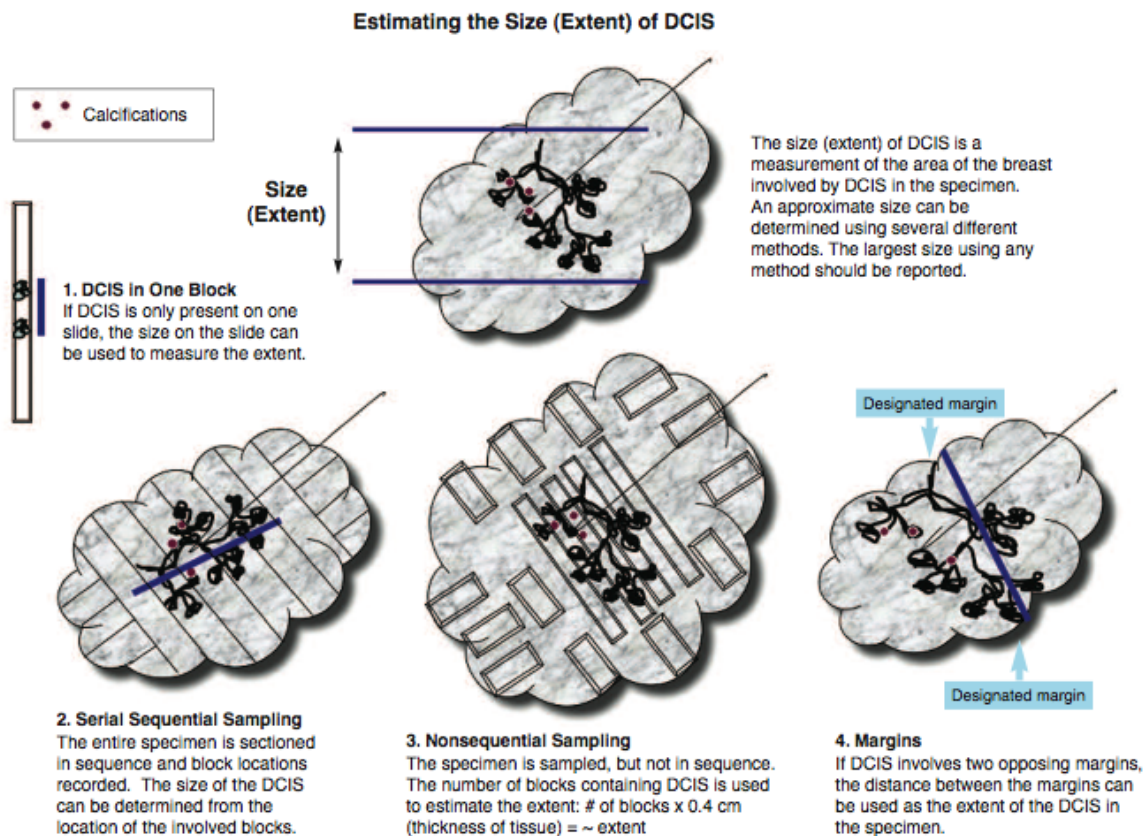 Estimating the Size (Extent) of DCIS
Calcifications
Size
(Extent)
The size (extent) of DCIS is a
measurement of the area of the breast
involved by DCIS in the specimen.
An approximate size can be
determined using several different
methods. The largest size using any
method should be reported.
1. DCIS in One Block
If DCIS is only present on one
slide, the size on the slide can
be used to measure the extent.
2. Serial Sequential Sampling
The entire specimen is sectioned
in sequence and block locations
recorded. The size of the DCIS
can be determined from the
location of the involved blocks.
3. Nonsequential Sampling
The specimen is sampled, but not in sequence.
The number of blocks containing DCIS is used
to estimate the extent: # of blocks x 0.4 cm
(thickness of tissue) = ~ extent
Designated margin
Designated margin
4. Margins
If DCIS involves two opposing margins,
the distance between the margins can
be used as the extent of the DCIS in
the specimen.